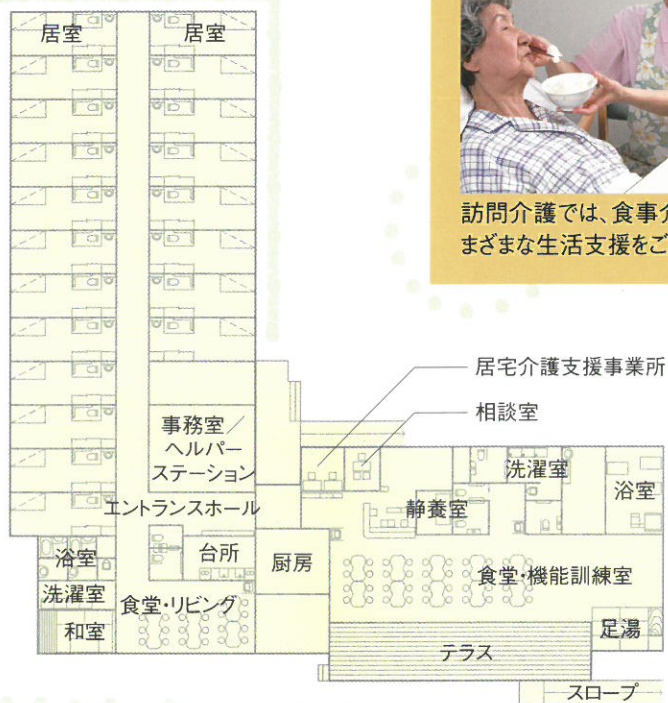 居室
居室
訪問介護では、食事介
まざまな生活支援をご
居宅介護支援事業所
相談室
事務室／
ヘルパー
ステーション
洗濯室
浴室
静養室
エントランスホール
浴室
台所
厨房
食堂・機能訓練室
洗濯室
食堂・リビング
和室
足湯
テラス
スロープ